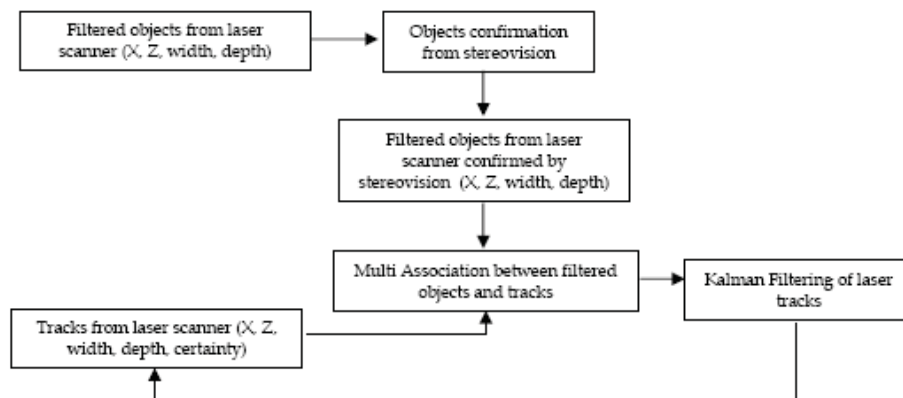 Filtered objects from laser
scanner (X, Z, width, depth)
Objects confirmation
from stereovision
Filtered objects from laser
scanner confirmed by
stereovision (X, Z, width, depth)
Multi Association between filtered
objects and tracks
Kalman Filtering of laser
tracks
Tracks from laser scanner (X, Z,
width, depth, certainty)